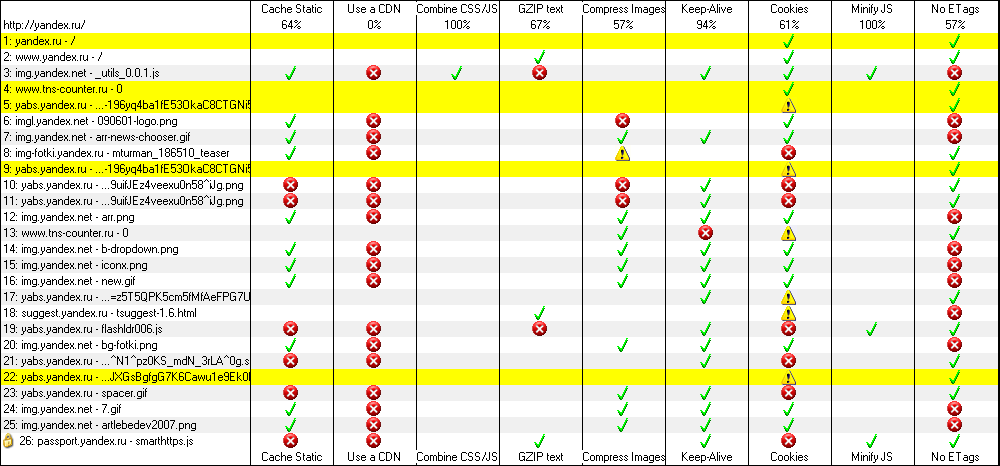 Cache Static Use a CDN Combine CSS/JS GZIP text Compress Images Keep-Alive Cookies Minify JS No ETags
http://yandex.ru/ 64% 0% 100% 67% 57% 94% 61% 100% 57%
1: yandex.ru - /
2: www.yandex.ru - /
3: img.yandex.net - _utils_0.0.1.js
4: www.tns-counter.ru - 0
5: yabs.yandex.ru - ...-196yq4ba1fE53OkaC8CTGNi5
6: imgl.yandex.net - 090601-logo.png
7: img.yandex.net - arr-news-chooser.gif
8: img-fotki.yandex.ru - mturman_186510_teaser
9: yabs.yandex.ru - ...-196yq4ba1fE53OkaC8CTGNi5
10: yabs.yandex.ru - ...9uifJEz4veexu0n58^iJg.png
11: yabs.yandex.ru - ...9uifJEz4veexu0n58^iJg.png
12: img.yandex.net - arr.png
13: www.tns-counter.ru - 0
14: img.yandex.net - b-dropdown.png
15: img.yandex.net - iconx.png
16: img.yandex.net - new.gif
17: yabs.yandex.ru - ...=z5T5QPK5cm5fMfAeFPG7U
18: suggest.yandex.ru - tsuggest-1.6.html
19: yabs.yandex.ru - flashldr006.js
20: img.yandex.net - bg-fotki.png
21: yabs.yandex.ru - ...^N1^pz0KS_mdN_3rLA^0g.s
22: yabs.yandex.ru - ...JXGsBgfgG7K6Cawu1e9Ek0
23: yabs.yandex.ru - spacer.gif
24: img.yandex.net - 7.gif
25: img.yandex.net - artlebedev2007.png
26: passport.yandex.ru - smarthttps.js
Cache Static Use a CDN Combine CSS/JS GZIP text Compress Images Keep-Alive Cookies Minify JS No ETags